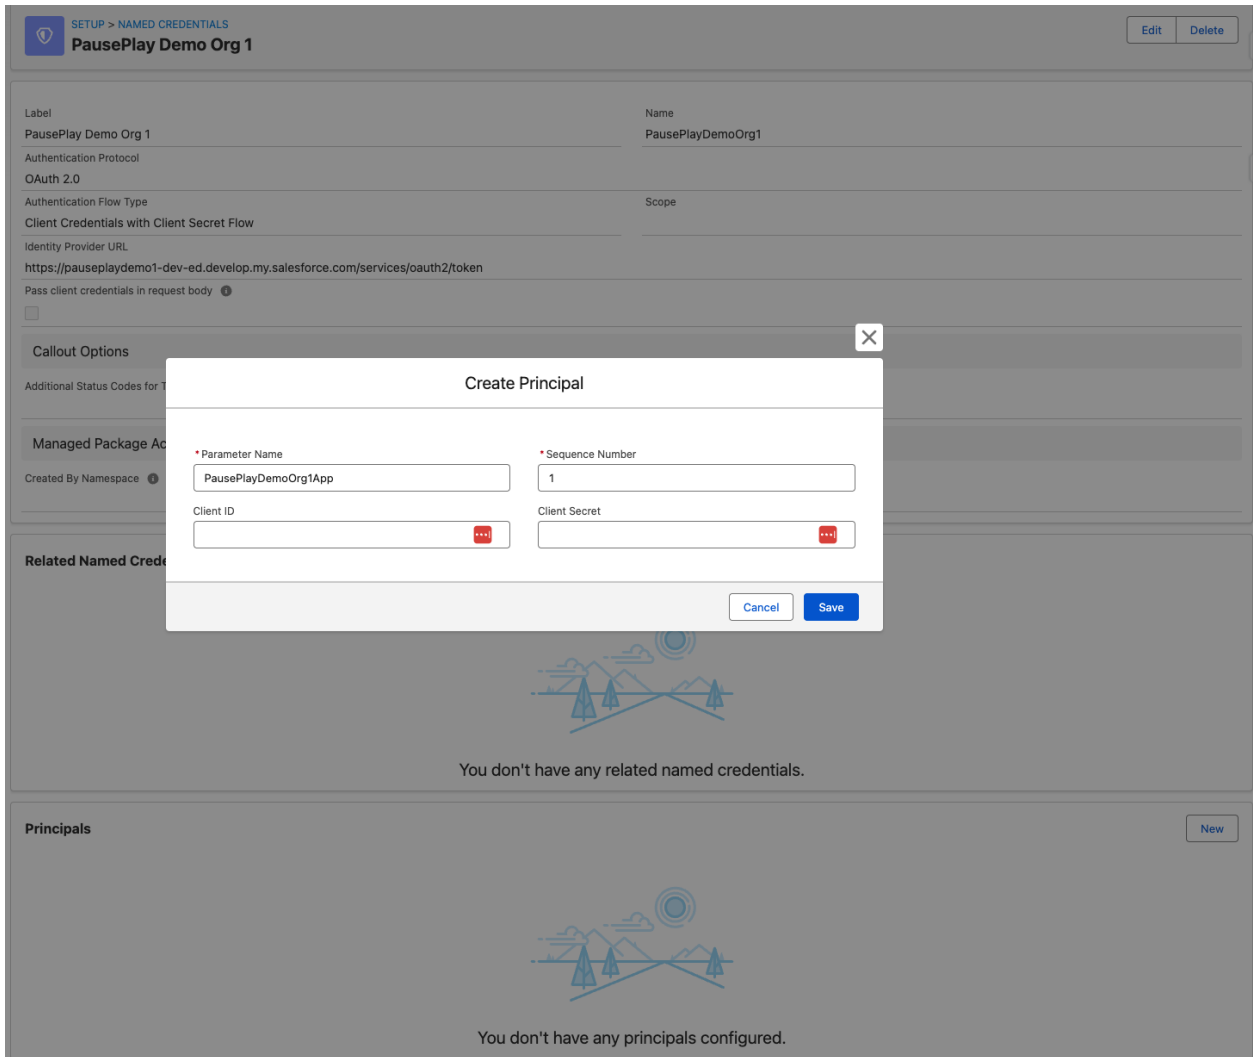 SETUP > NAMED CREDENTIALS
PausePlay Demo Org 1
Edit
Delete
Label
Name
PausePlay Demo Org 1
PausePlayDemoOrg1
Authentication Protocol
OAuth 2.0
Authentication Flow Type
Scope
Client Credentials with Client Secret Flow
Identity Provider URL
https://pauseplaydemo1-dev-ed.develop.my.salesforce.com/services/oauth2/token
Pass client credentials in request body
Callout Options
Additional Status Codes for T
Managed Package Ac
Created By Namespace
Create Principal
*Parameter Name
*Sequence Number
PausePlayDemoOrg1App
1
Client ID
Client Secret
Cancel
Save
Related Named Crede
You don't have any related named credentials.
Principals
New
You don't have any principals configured.